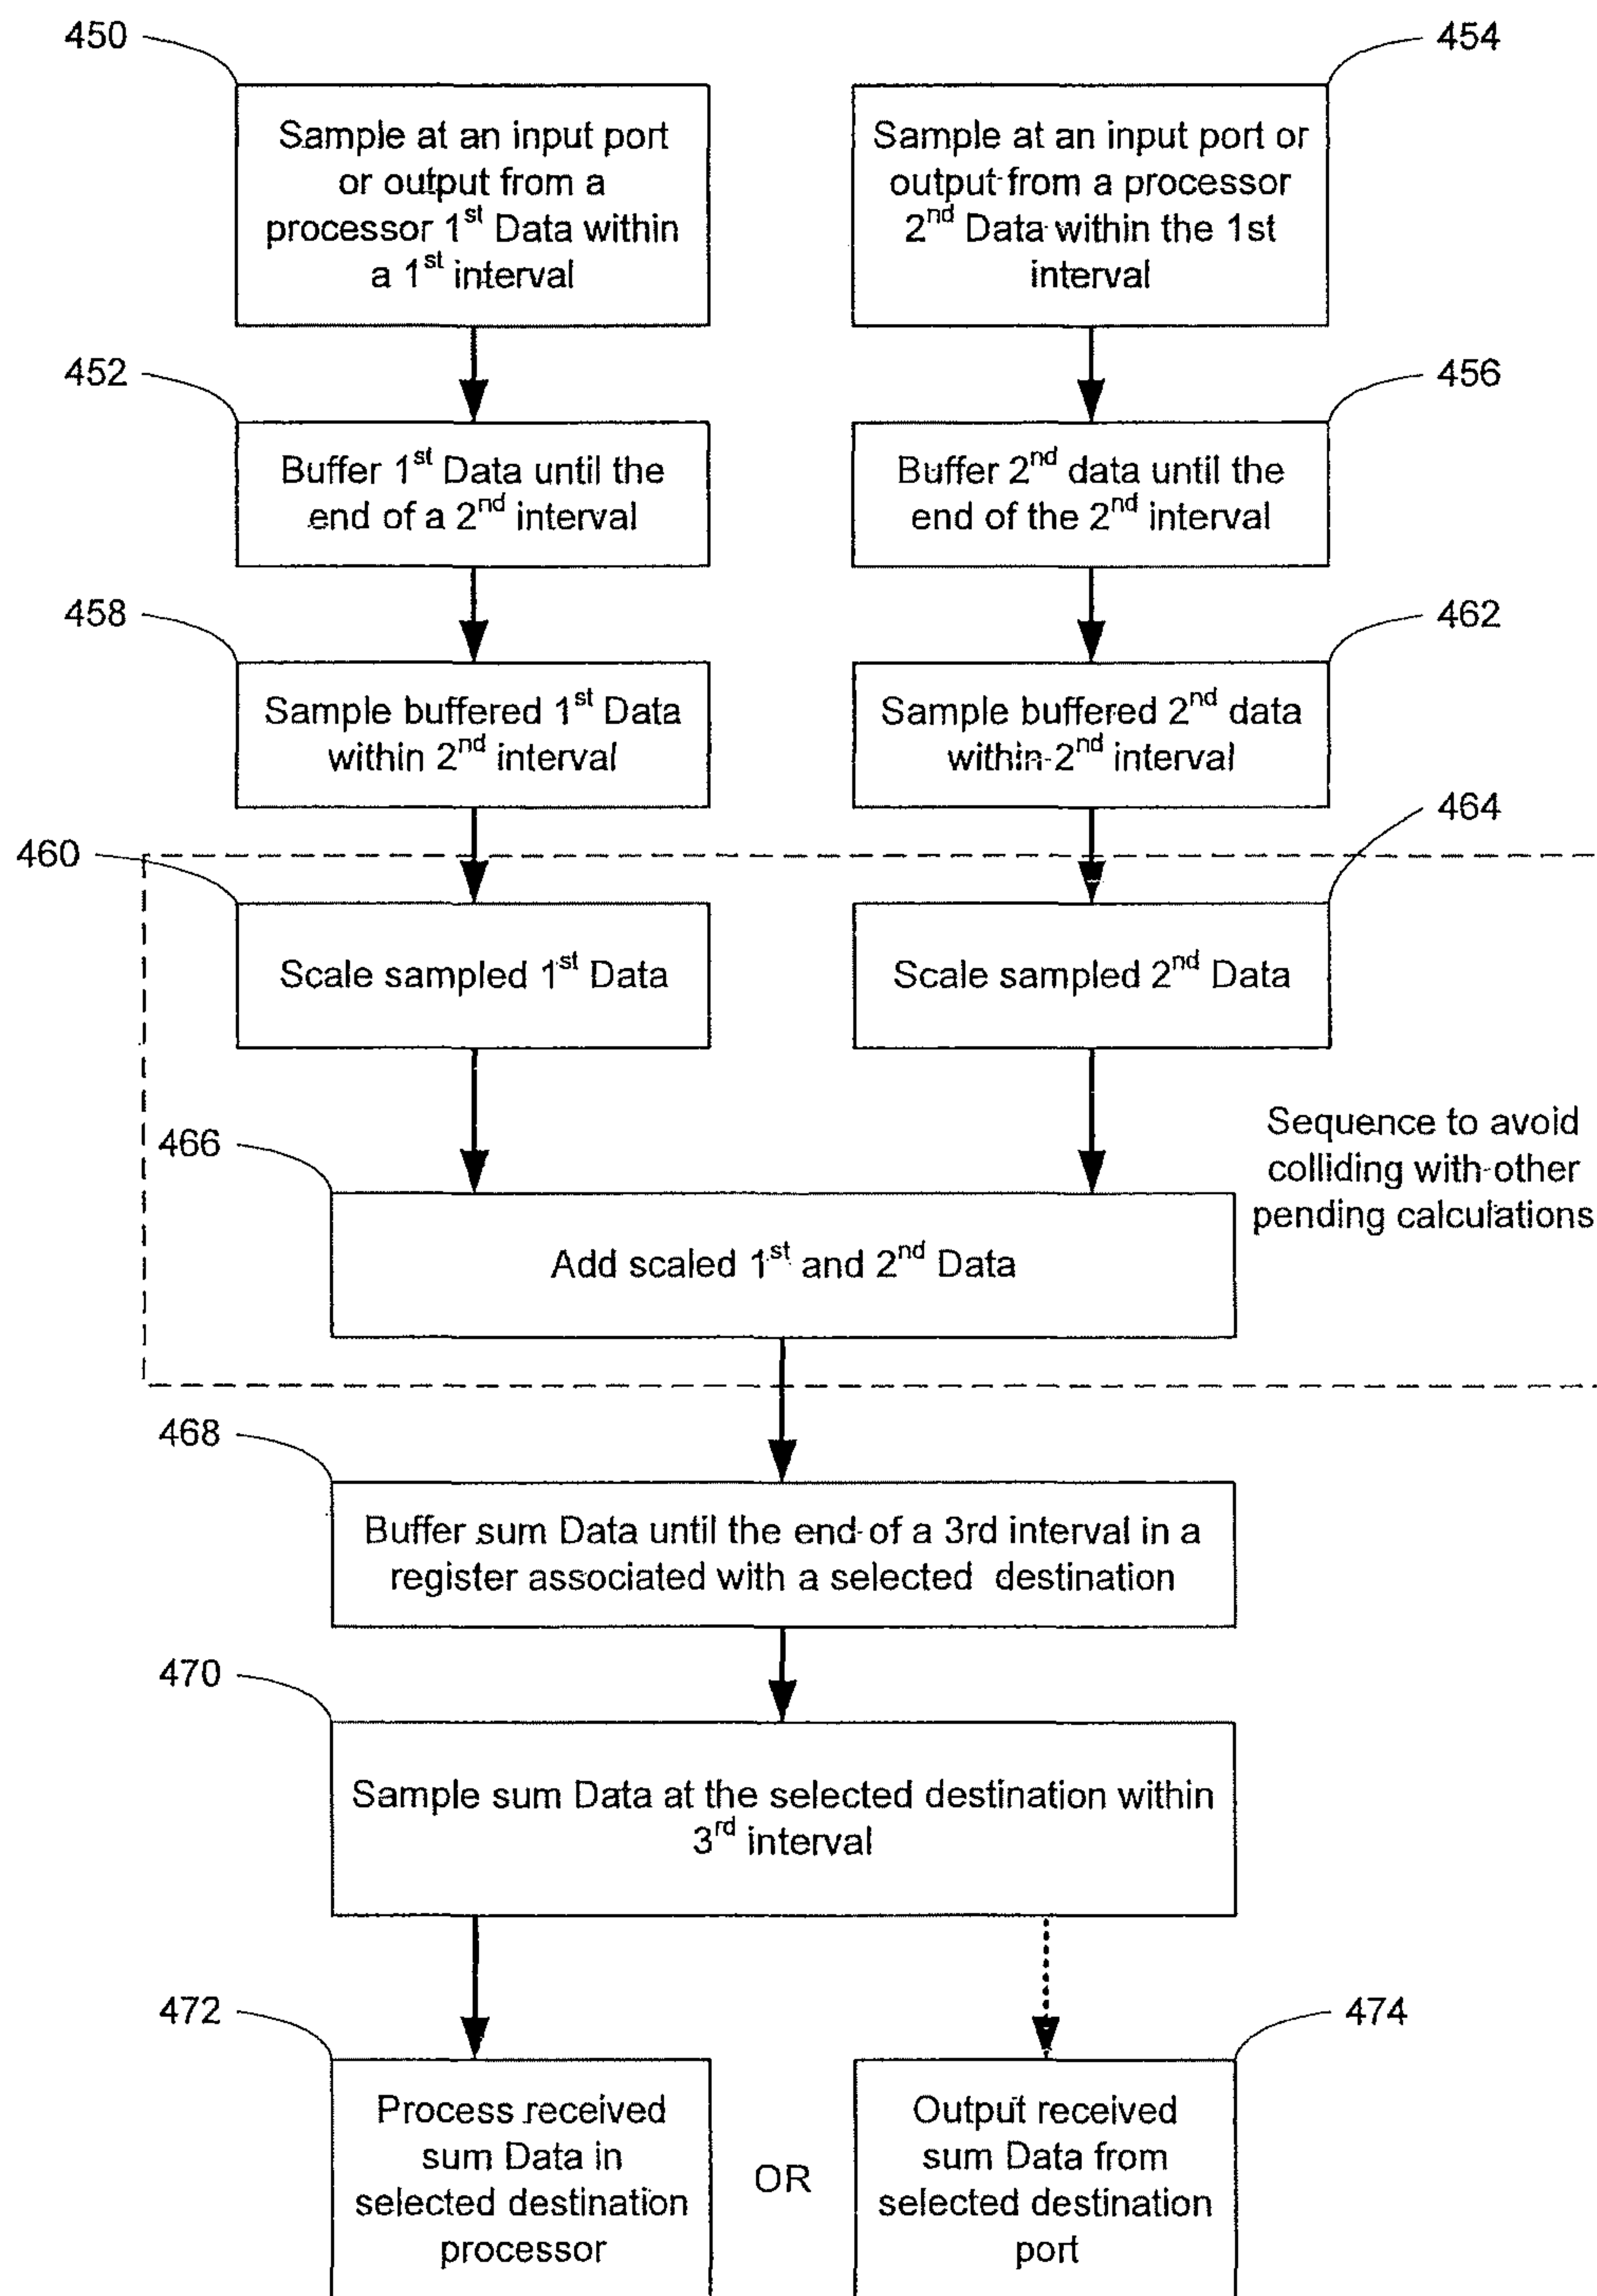 450
454
Sample at an input port
or output from a
processor 1st Data within
a 1st interval
Sample at an input port or
output from a processor
2nd Data within the 1st
interval
452
456
Buffer 1st Data until the
end of a 2nd interval
Buffer 2nd data until the
end of the 2nd interval
458
462
Sample buffered 1st Data
within 2nd interval
Sample buffered 2nd data
within 2nd interval
464
460
Scale sampled 1st Data
Scale sampled 2nd Data
Sequence to avoid
colliding with other
pending calculations
466
Add scaled 1st and 2nd Data
468
Buffer sum Data until the end of a 3rd interval in a
register associated with a selected destination
470
Sample sum Data at the selected destination within
3rd interval
472
474
Process received
sum Data in
selected destination
processor
OR
Output received
sum Data from
selected destination
port